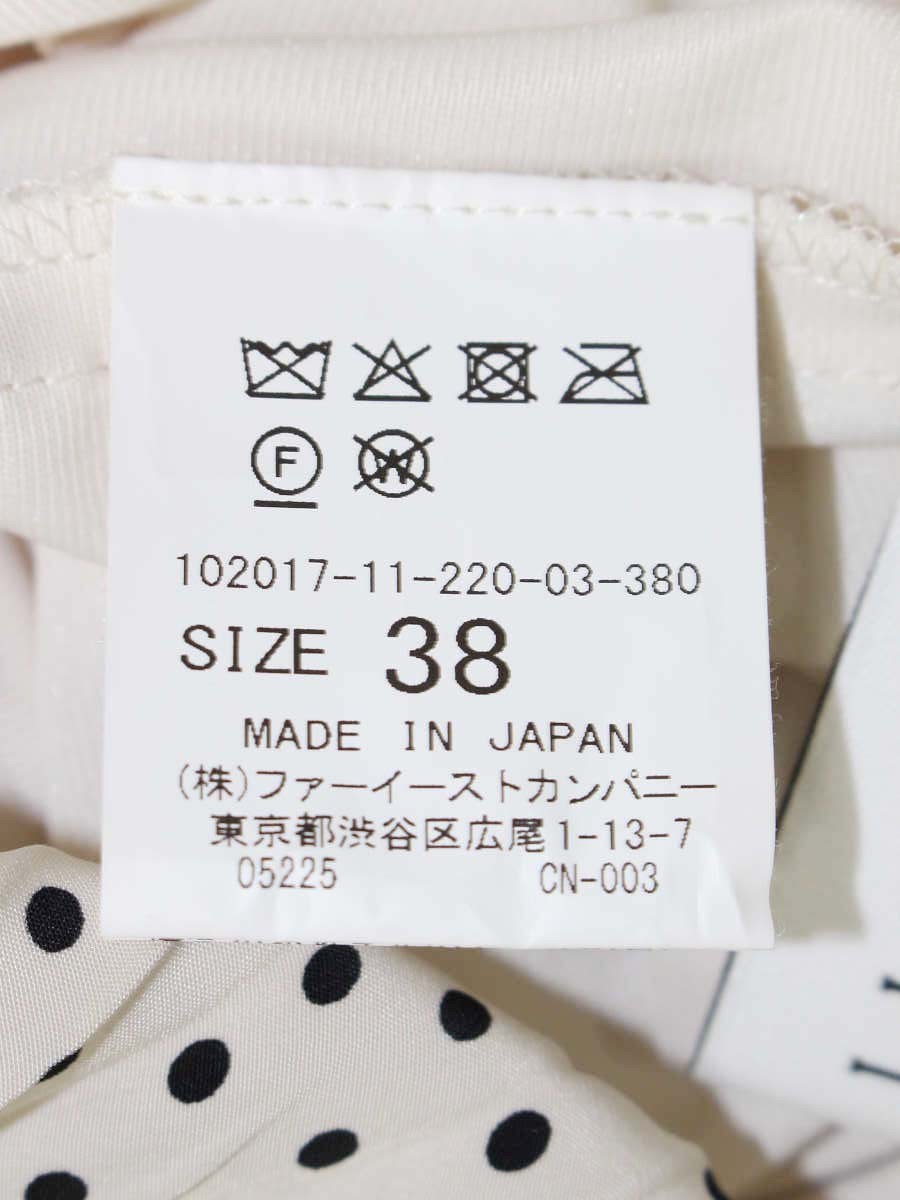 F
W
102017-11-220-03-380
SIZE 38
MADE IN JAPAN
(株)ファーイーストカンパニー
東京都渋谷区広尾1-13-7
05225 CN-003